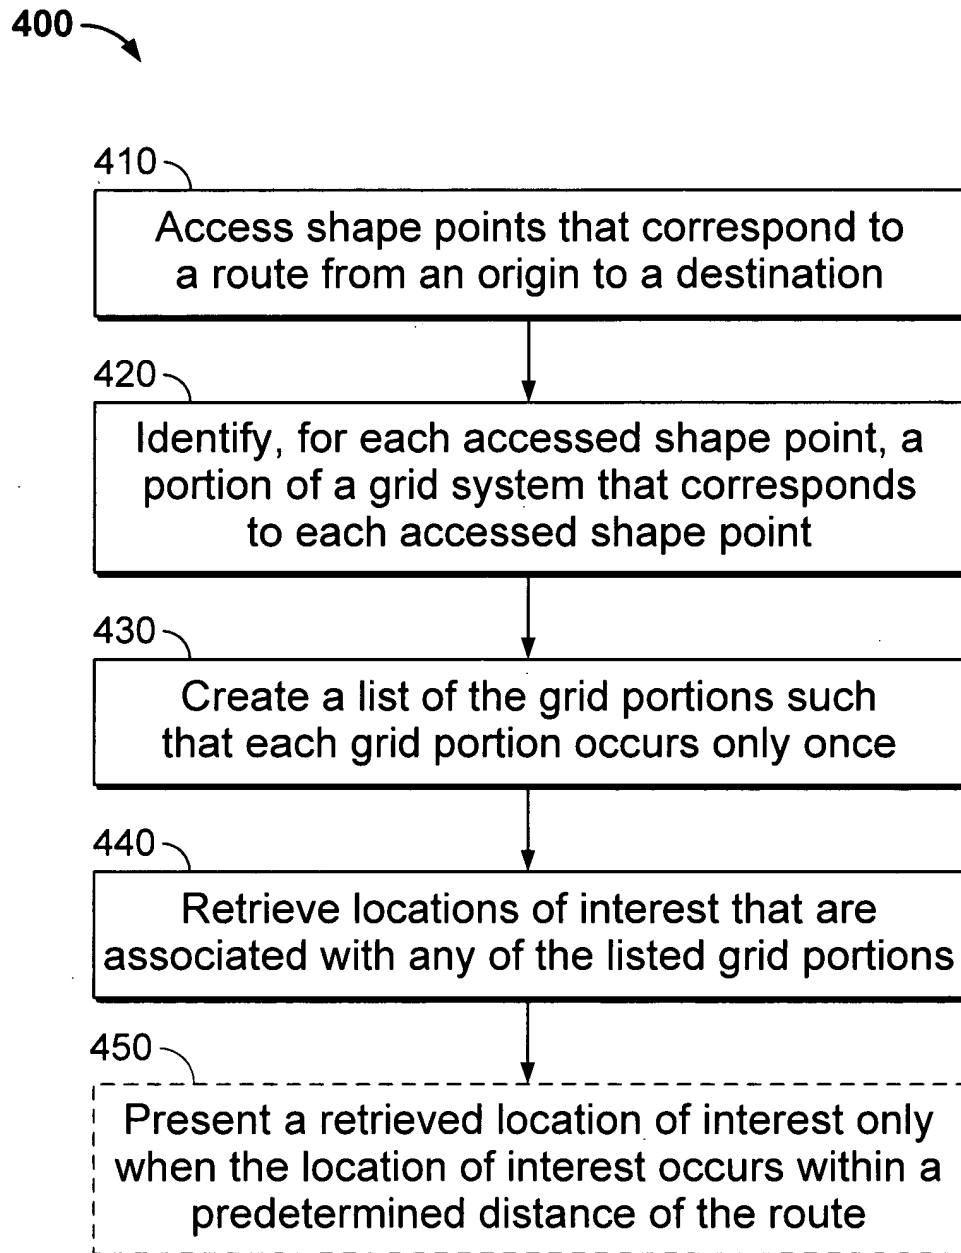 400
410
Access shape points that correspond to
a route from an origin to a destination
420
Identify, for each accessed shape point, a
portion of a grid system that corresponds
to each accessed shape point
430
Create a list of the grid portions such
that each grid portion occurs only once
440
Retrieve locations of interest that are
associated with any of the listed grid portions
450
Present a retrieved location of interest only
when the location of interest occurs within a
predetermined distance of the route